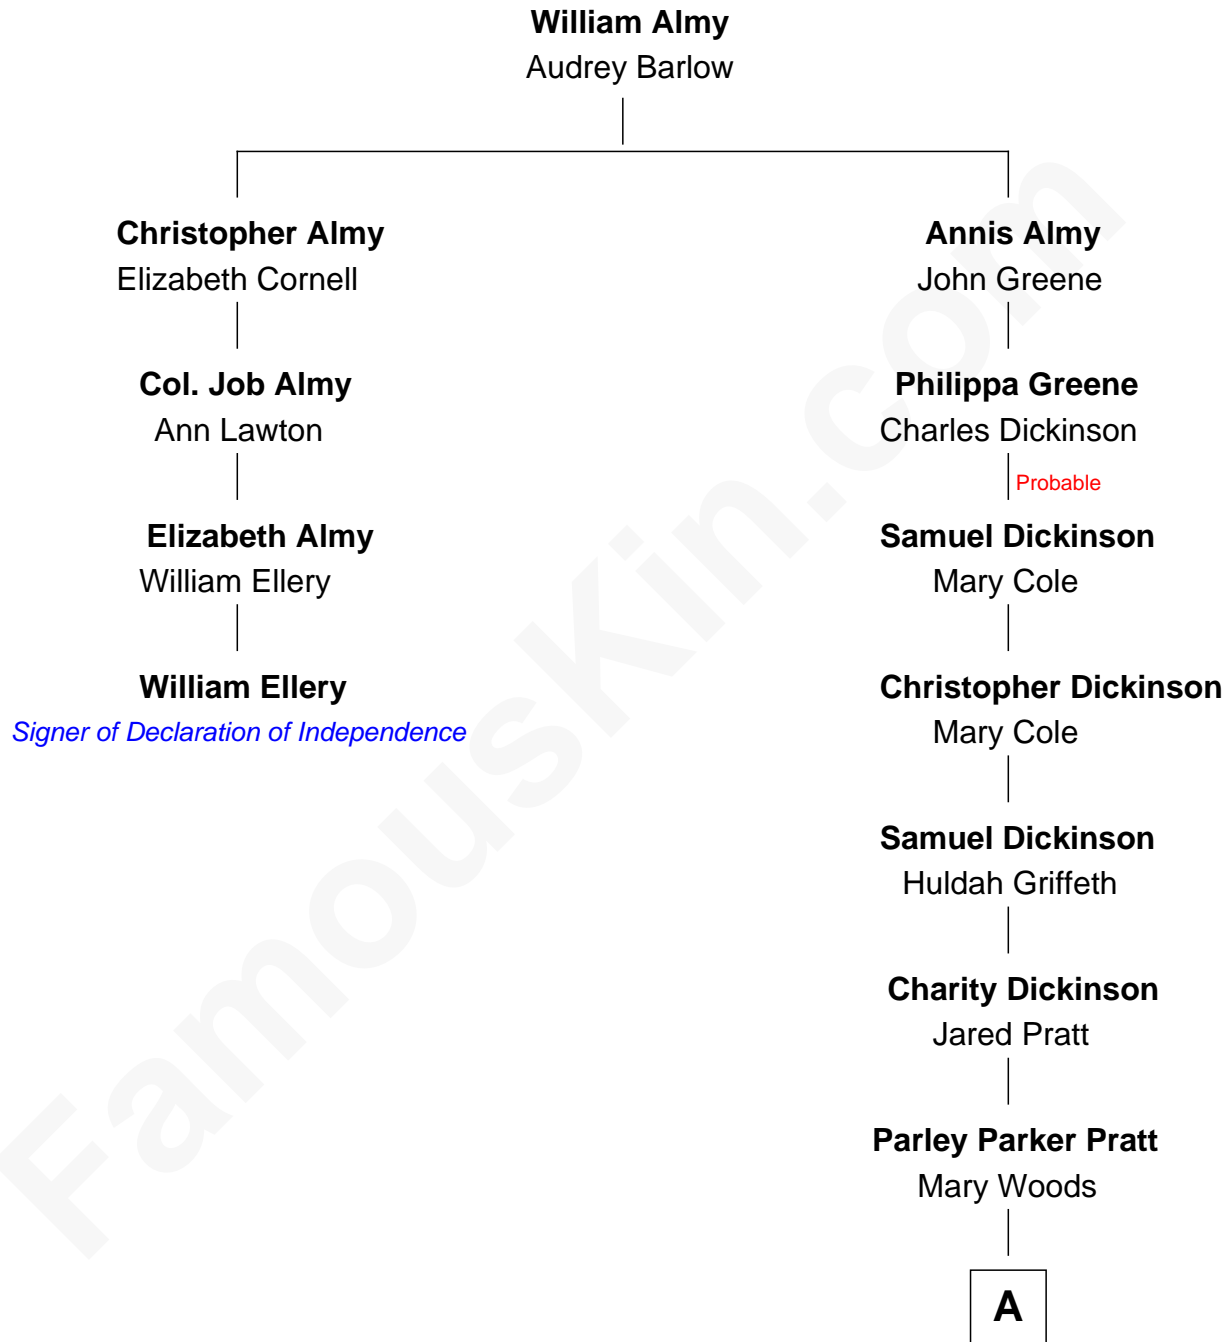 William Almy
Audrey Barlow
Christopher Almy
Elizabeth Cornell
Annis Almy
John Greene
Col. Job Almy
Ann Lawton
Philippa Greene
Charles Dickinson
Probable
Elizabeth Almy
William Ellery
Samuel Dickinson
Mary Cole
William Ellery
Signer of Declaration of Independence
Christopher Dickinson
Mary Cole
Samuel Dickinson
Huldah Griffeth
Charity Dickinson
Jared Pratt
Parley Parker Pratt
Mary Woods
A
FamousKin.com